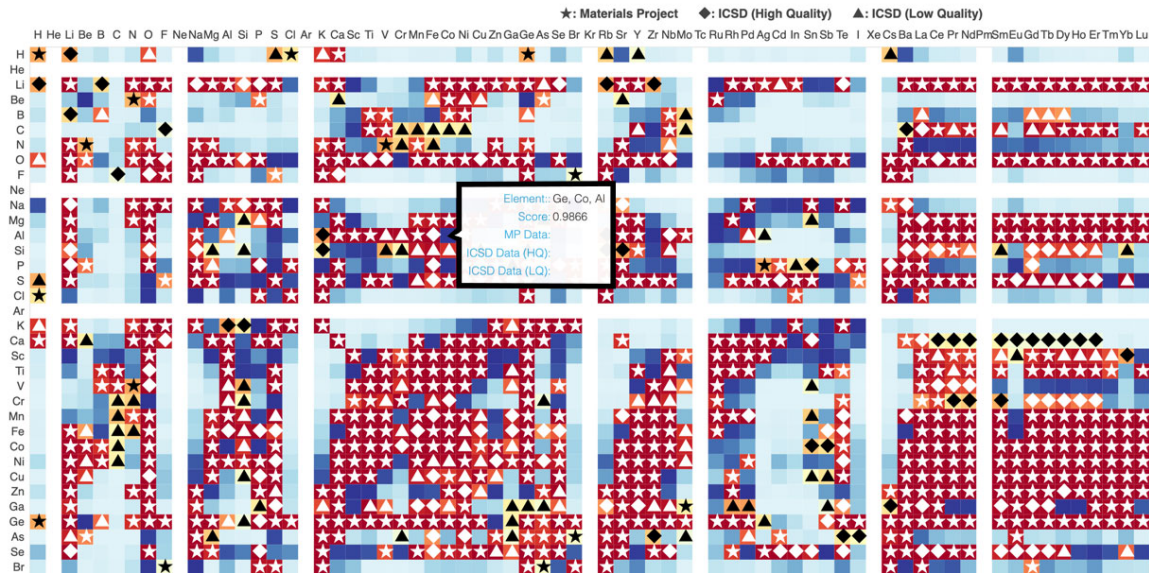 ★: Materials Project ◆: ICSD (High Quality) ▲: ICSD (Low Quality)
H He Li Be B C N O F Ne Na Mg Al Si P S Cl Ar K Ca Sc Ti V Cr Mn Fe Co Ni Cu Zn Ga Ge As Se Br Kr Rb Sr Y Zr Nb Mo Tc Ru Rh Pd Ag Cd In Sn Sb Te I Xe Cs Ba La Ce Pr Nd Pm Sm Eu Gd Tb Dy Ho Er Tm Yb Lu
H
He
Li
Be
B
C
N
O
F
Ne
Na
Mg
Al
Si
P
S
Cl
Ar
K
Ca
Sc
Ti
V
Cr
Mn
Fe
Co
Ni
Cu
Zn
Ga
Ge
As
Se
Br
Element: Ge, Co, Al
Score: 0.9866
MP Data:
ICSD Data (HQ):
ICSD Data (LQ):